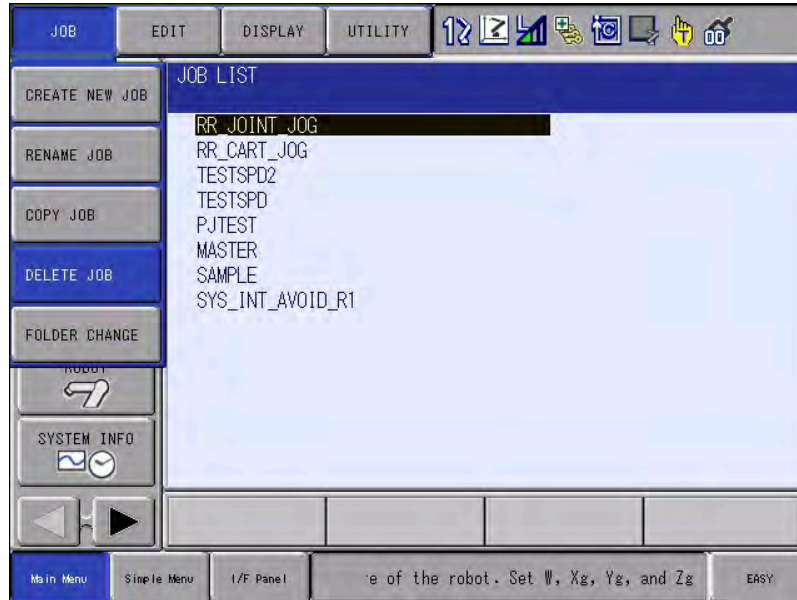 JOB
EDIT
DISPLAY
UTILITY
CREATE NEW JOB
RENAME JOB
COPY JOB
DELETE JOB
FOLDER CHANGE
ROBOT
SYSTEM INFO
JOB LIST
RR_JOINT_JOG
RR_CART_JOG
TESTSPD2
TESTSPD
PJTEST
MASTER
SAMPLE
SYS_INT_AVOID_R1
Main Menu
Simple Menu
I/F Panel
e of the robot. Set W, Xg, Yg, and Zg
EASY